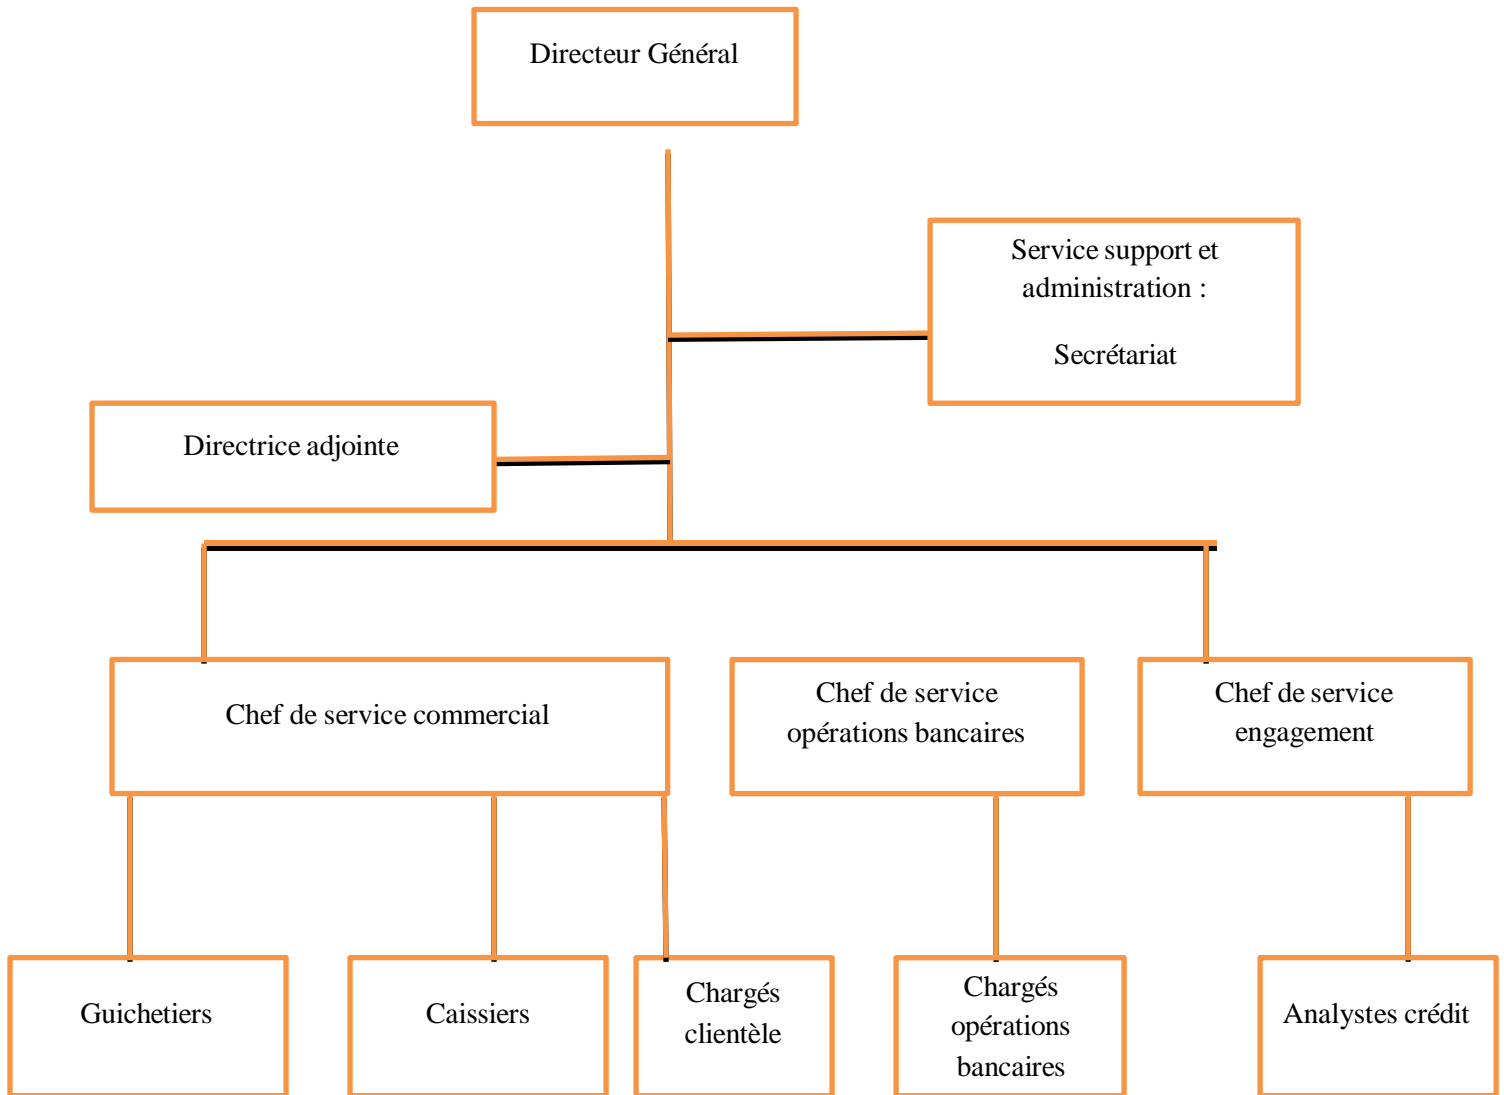 Directeur Général
Service support et
administration :
Secrétariat
Directrice adjointe
Chef de service commercial
Chef de service
opérations bancaires
Chef de service
engagement
Guichetiers
Caissiers
Chargés
clientèle
Chargés
opérations
bancaires
Analystes crédit